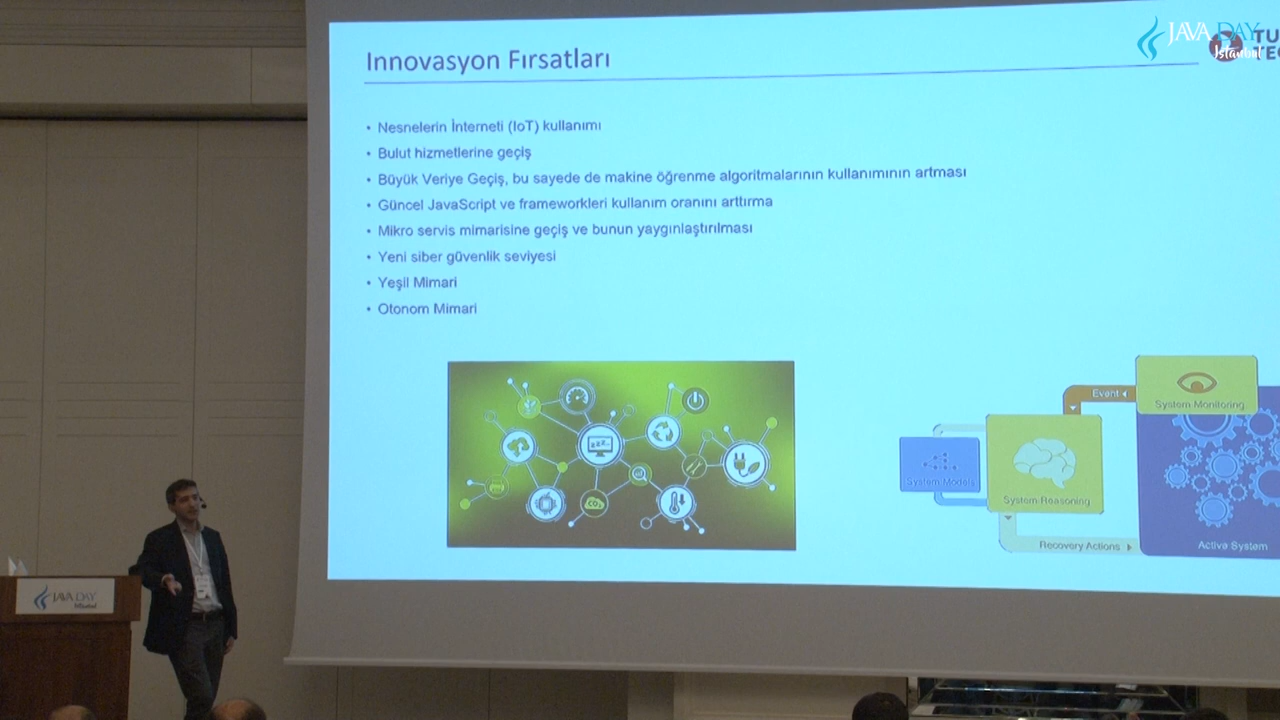 Innovasyon Fırsatları
JAVA DAY
İstanbul
• Nesnelerin İnterneti (IoT) kullanımı
• Bulut hizmetlerine geçiş
• Büyük Veriye Geçiş, bu sayede de makine öğrenme algoritmalarının kullanımının artması
• Güncel JavaScript ve frameworkleri kullanım oranını arttırma
• Mikro servis mimarisine geçiş ve bunun yaygınlaştırılması
• Yeni siber güvenlik seviyesi
• Yeşil Mimari
• Otonom Mimari
zzz...
CO₂
Event
System Monitoring
System Models
System Reasoning
Recovery Actions
Active System
JAVA DAY
İstanbul